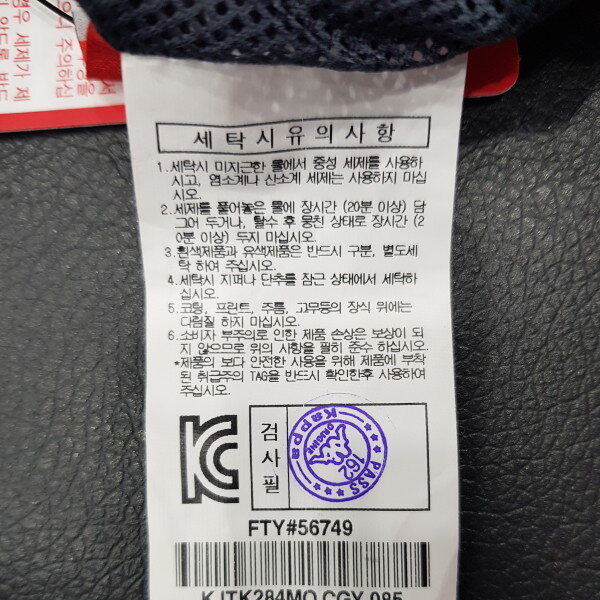 세탁시유의사항
1.세탁시 미지근한 물에서 중성 세제를 사용하
시고, 염소계나 산소계 세제는 사용하지 마십
시오.
2.세제를 풀어놓은 물에 장시간 (20분 이상) 담
그어 두거나, 탈수 후 뭉친 상태로 장시간 (2
0분 이상) 두지 마십시오.
3.흰색제품과 유색제품은 반드시 구분, 별도세
탁 하여 주십시오.
4.세탁시 지퍼나 단추를 잠근 상태에서 세탁하
십시오.
5.코팅, 프린트, 주름, 고무등의 장식 위에는
다림질 하지 마십시오.
6.소비자 부주의로 인한 제품 손상은 보상이 되
지 않으므로 위의 사항을 필히 준수 하십시오.
*제품의 보다 안전한 사용을 위해 제품에 부착
된 취급주의 TAG을 반드시 확인한후 사용하여
주십시오.
KC
검
사
필
Kappa
ORIGINE
162
PASS
FTY#56749
KJTK284MO CGY 085